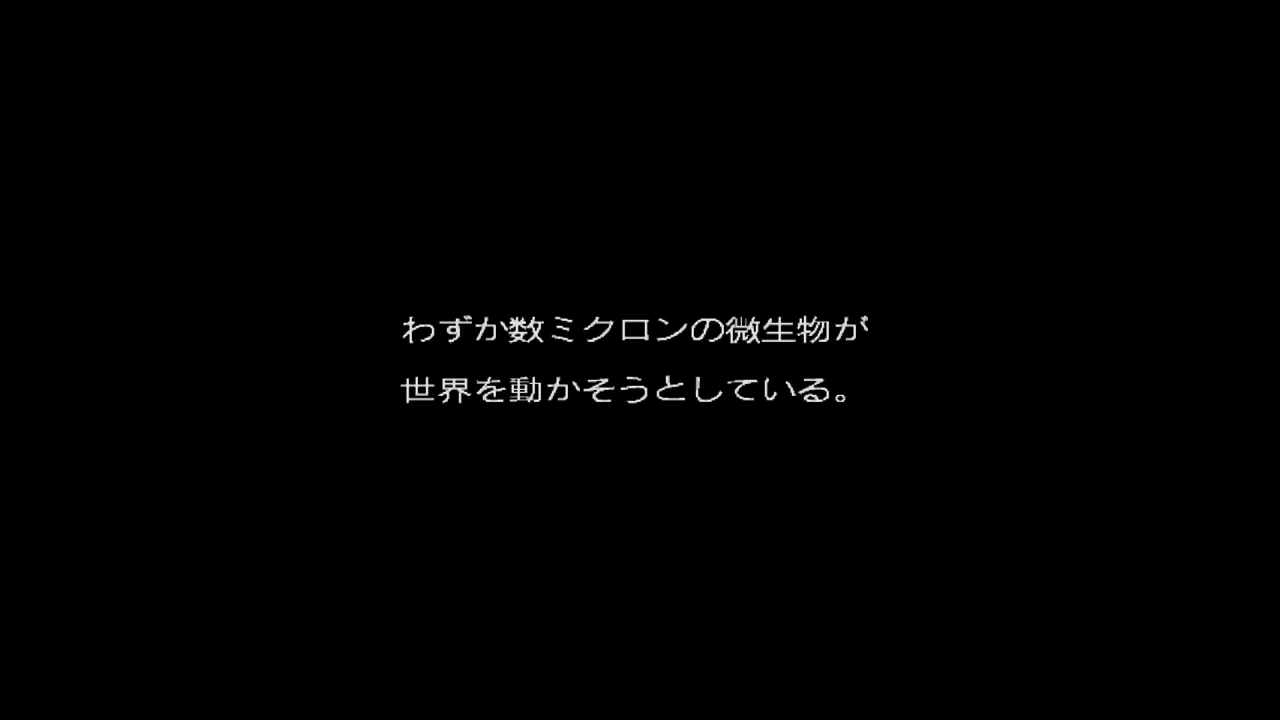 わずか数ミクロンの微生物が
世界を動かそうとしている。